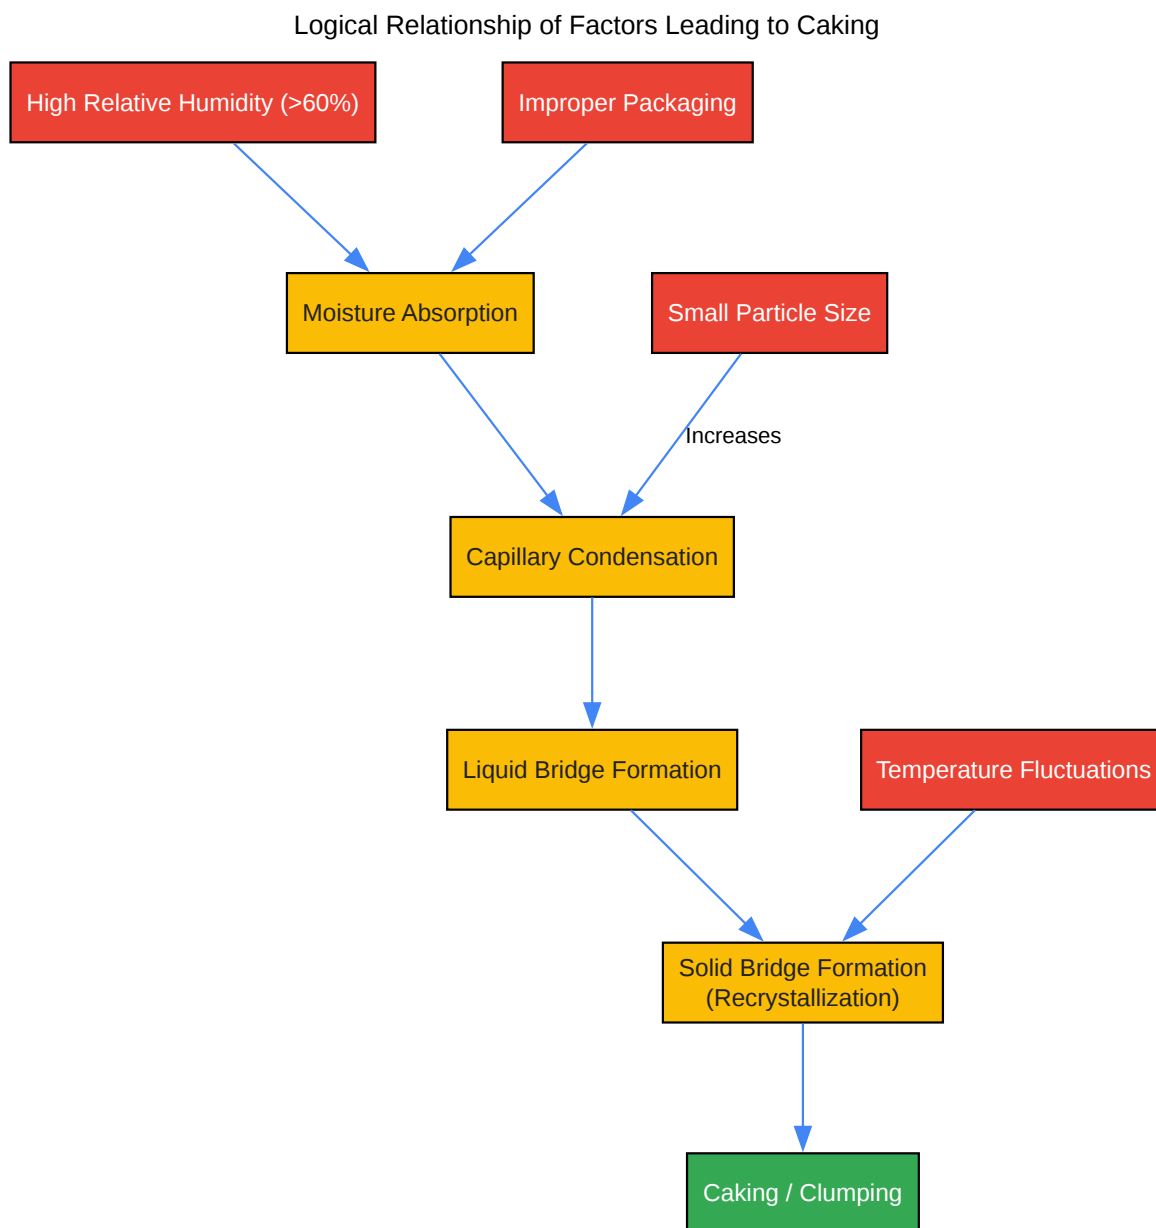 Logical Relationship of Factors Leading to Caking
High Relative Humidity (>60%)
Improper Packaging
Moisture Absorption
Small Particle Size
Increases
Capillary Condensation
Liquid Bridge Formation
Temperature Fluctuations
Solid Bridge Formation
(Recrystallization)
Caking / Clumping